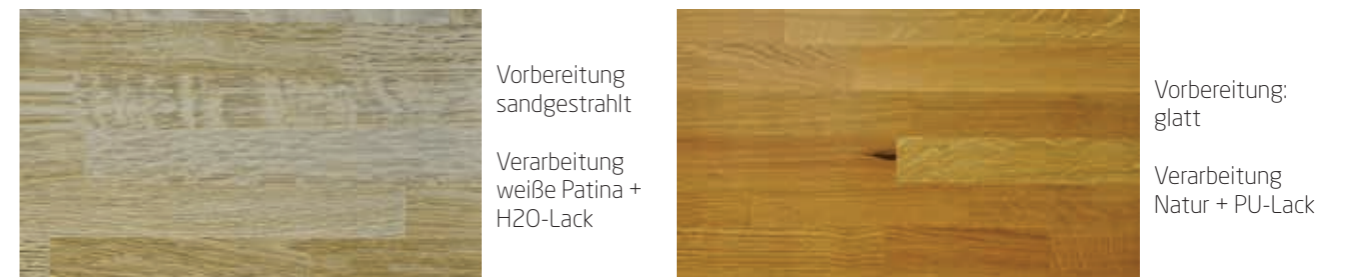 Vorbereitung
sandgestrahlt
Verarbeitung
weiße Patina +
H2O-Lack
Vorbereitung:
glatt
Verarbeitung
Natur + PU-Lack